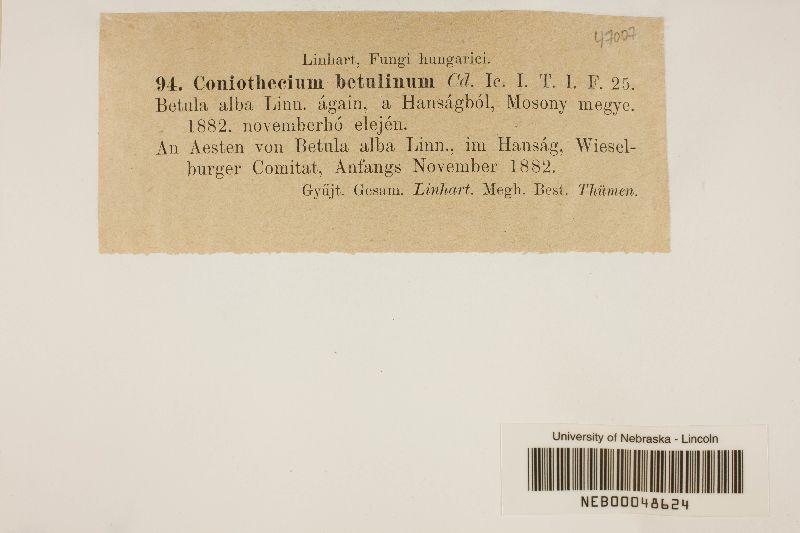 47007
Linhart, Fungi hungarici.
94. Coniothecium betulinum Cd. Ic. I. T. I. F. 25.
Betula alba Linn. ágain, a Hanságból, Mosony megye.
1882. novemberhó elején.
An Aesten von Betula alba Linn., im Hanság, Wiesel-
burger Comitat, Anfangs November 1882.
Gyűjt. Gesam. Linhart. Megh. Best. Thümen.
University of Nebraska - Lincoln
NEB00048624